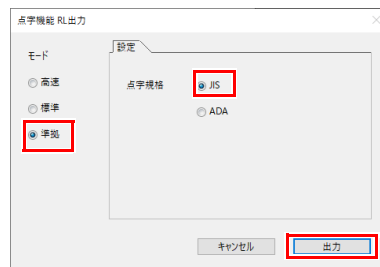 点字機能 RL出力
設定
モード
高速
標準
準拠
点字規格
JIS
ADA
キャンセル
出力